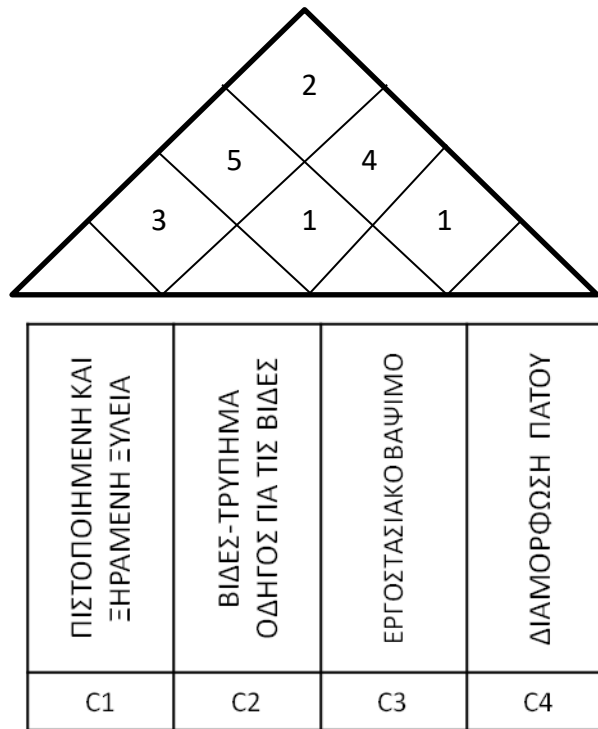 2
5 4
3 1 1
ΠΙΣΤΟΠΟΙΗΜΕΝΗ ΚΑΙ
ΞΗΡΑΜΕΝΗ ΞΥΛΕΙΑ
ΒΙΔΕΣ-ΤΡΥΠΗΜΑ
ΟΔΗΓΟΣ ΓΙΑ ΤΙΣ ΒΙΔΕΣ
ΕΡΓΟΣΤΑΣΙΑΚΟ ΒΑΨΙΜΟ
ΔΙΑΜΟΡΦΩΣΗ ΠΑΤΟΥ
C1 C2 C3 C4